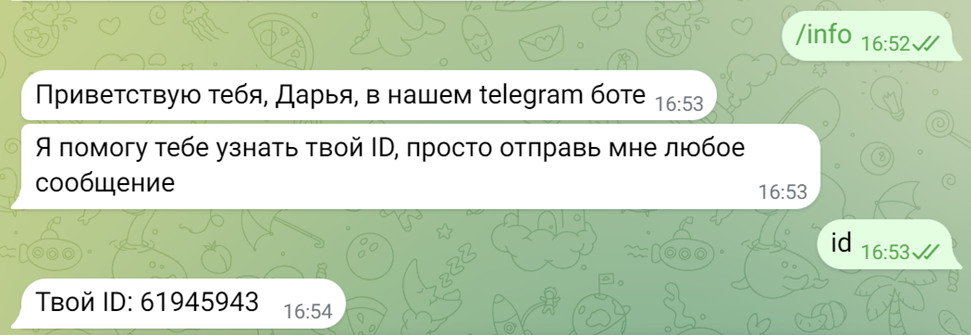 /info 16:52
Приветствую тебя, Дарья, в нашем telegram боте 16:53
Я помогу тебе узнать твой ID, просто отправь мне любое
сообщение 16:53
id 16:53
Твой ID: 61945943 16:54